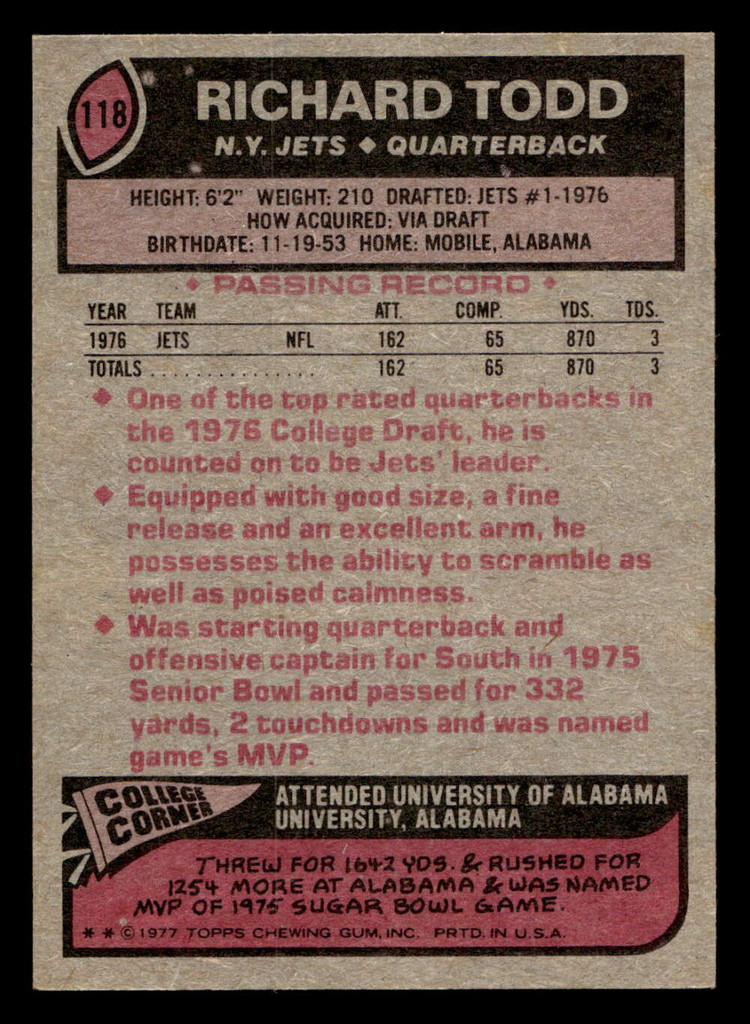 118
RICHARD TODD
N.Y. JETS ◆ QUARTERBACK
HEIGHT: 6'2" WEIGHT: 210 DRAFTED: JETS #1-1976
HOW ACQUIRED: VIA DRAFT
BIRTHDATE: 11-19-53 HOME: MOBILE, ALABAMA
◆ PASSING RECORD ◆
YEAR TEAM ATT. COMP. YDS. TDS.
1976 JETS NFL 162 65 870 3
TOTALS . . . . . . . . . . . . . . . 162 65 870 3
◆ One of the top rated quarterbacks in
the 1976 College Draft, he is
counted on to be Jets' leader.
◆ Equipped with good size, a fine
release and an excellent arm, he
possesses the ability to scramble as
well as poised calmness.
◆ Was starting quarterback and
offensive captain for South in 1975
Senior Bowl and passed for 332
yards, 2 touchdowns and was named
game's MVP.
COLLEGE
CORNER
ATTENDED UNIVERSITY OF ALABAMA
UNIVERSITY, ALABAMA
THREW FOR 1642 YDS. & RUSHED FOR
1254 MORE AT ALABAMA & WAS NAMED
MVP OF 1975 SUGAR BOWL GAME.
* * © 1977 TOPPS CHEWING GUM, INC. PRTD. IN U.S.A.